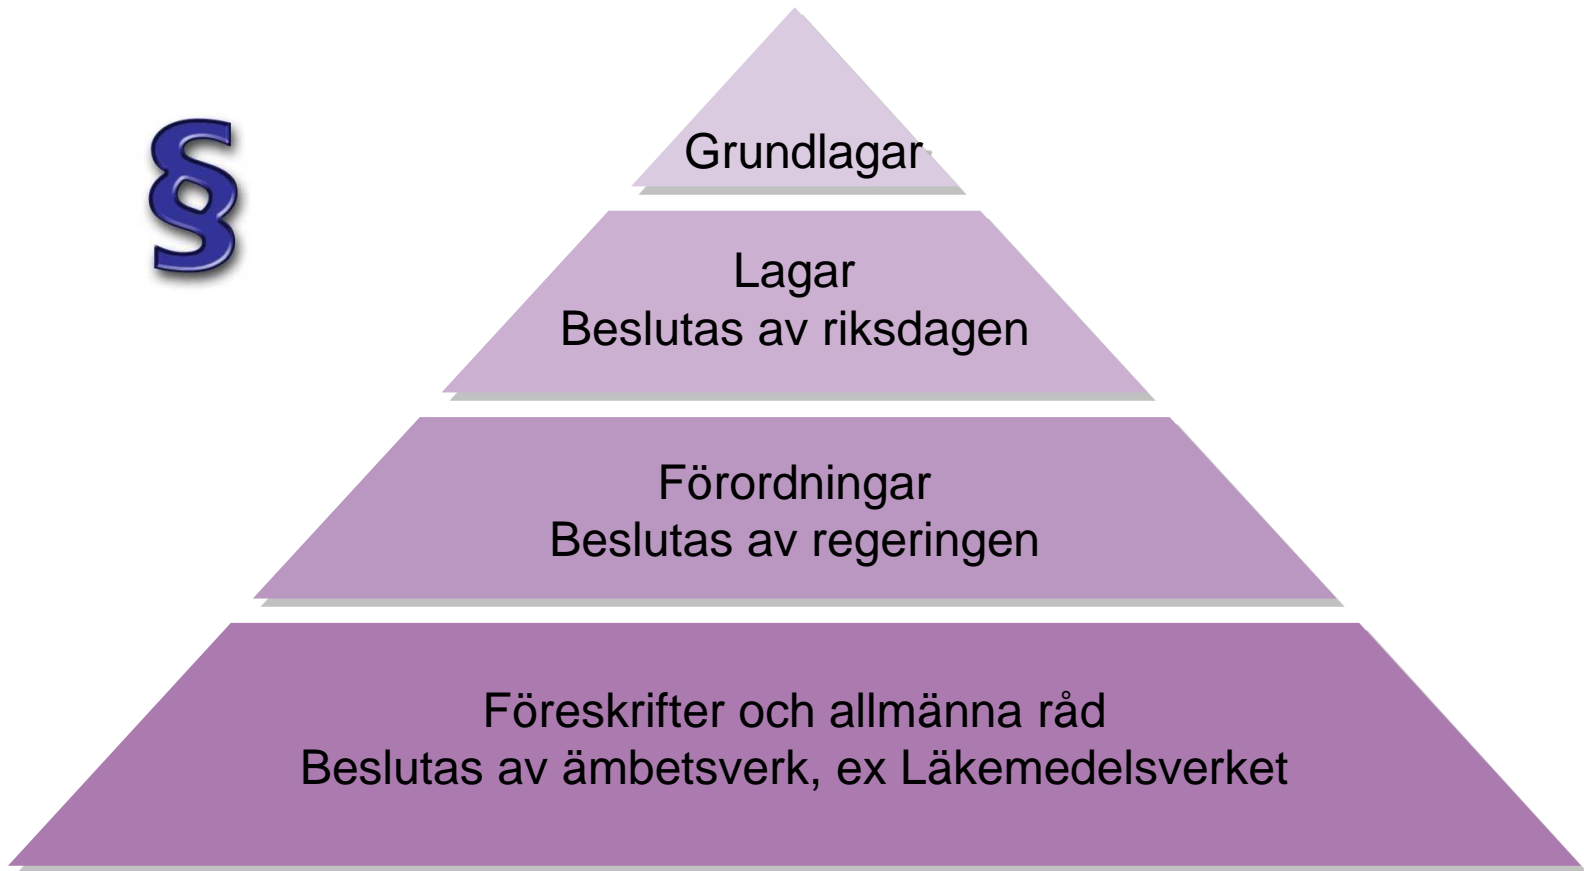 §
Grundlagar
Lagar
Beslutas av riksdagen
Förordningar
Beslutas av regeringen
Föreskrifter och allmänna råd
Beslutas av ämbetsverk, ex Läkemedelsverket